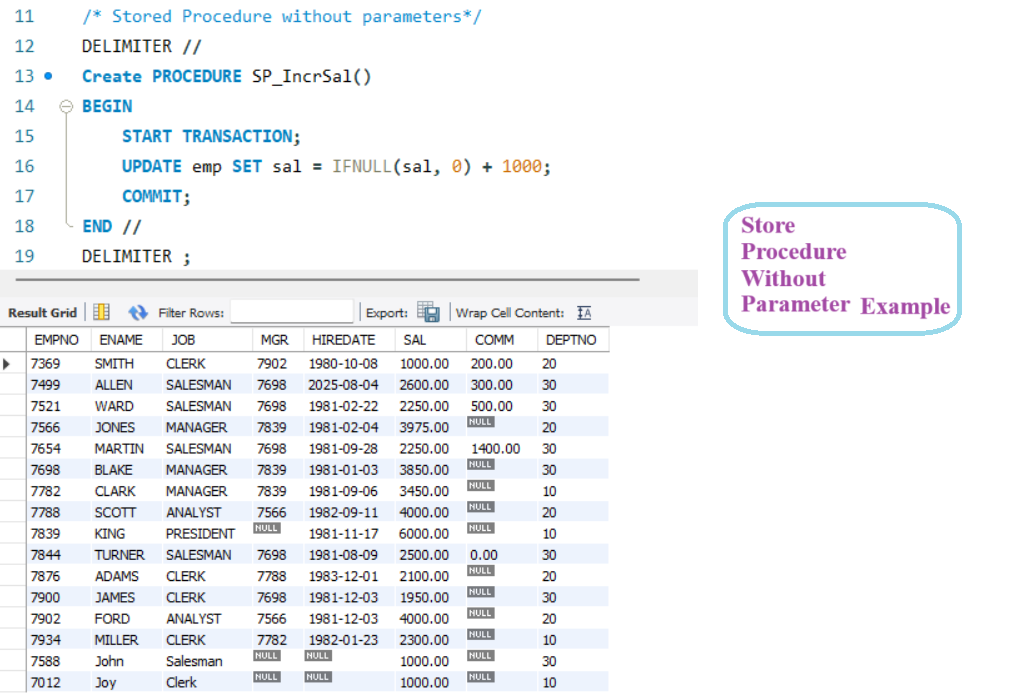 11 /* Stored Procedure without parameters*/
12 DELIMITER //
13 Create PROCEDURE SP_IncrSal()
14 BEGIN
15 START TRANSACTION;
16 UPDATE emp SET sal = IFNULL(sal, 0) + 1000;
17 COMMIT;
18 END //
19 DELIMITER ;
Store
Procedure
Without
Parameter Example
Result Grid Filter Rows: Export: Wrap Cell Content: IA
EMPNO ENAME JOB MGR HIREDATE SAL COMM DEPTNO
7369 SMITH CLERK 7902 1980-10-08 1000.00 200.00 20
7499 ALLEN SALESMAN 7698 2025-08-04 2600.00 300.00 30
7521 WARD SALESMAN 7698 1981-02-22 2250.00 500.00 30
7566 JONES MANAGER 7839 1981-02-04 3975.00 NULL 20
7654 MARTIN SALESMAN 7698 1981-09-28 2250.00 1400.00 30
7698 BLAKE MANAGER 7839 1981-01-03 3850.00 NULL 30
7782 CLARK MANAGER 7839 1981-09-06 3450.00 NULL 10
7788 SCOTT ANALYST 7566 1982-09-11 4000.00 NULL 20
7839 KING PRESIDENT NULL 1981-11-17 6000.00 NULL 10
7844 TURNER SALESMAN 7698 1981-08-09 2500.00 0.00 30
7876 ADAMS CLERK 7788 1983-12-01 2100.00 NULL 20
7900 JAMES CLERK 7698 1981-12-03 1950.00 NULL 30
7902 FORD ANALYST 7566 1981-12-03 4000.00 NULL 20
7934 MILLER CLERK 7782 1982-01-23 2300.00 NULL 10
7588 John Salesman NULL NULL 1000.00 NULL 30
7012 Joy Clerk NULL NULL 1000.00 NULL 10